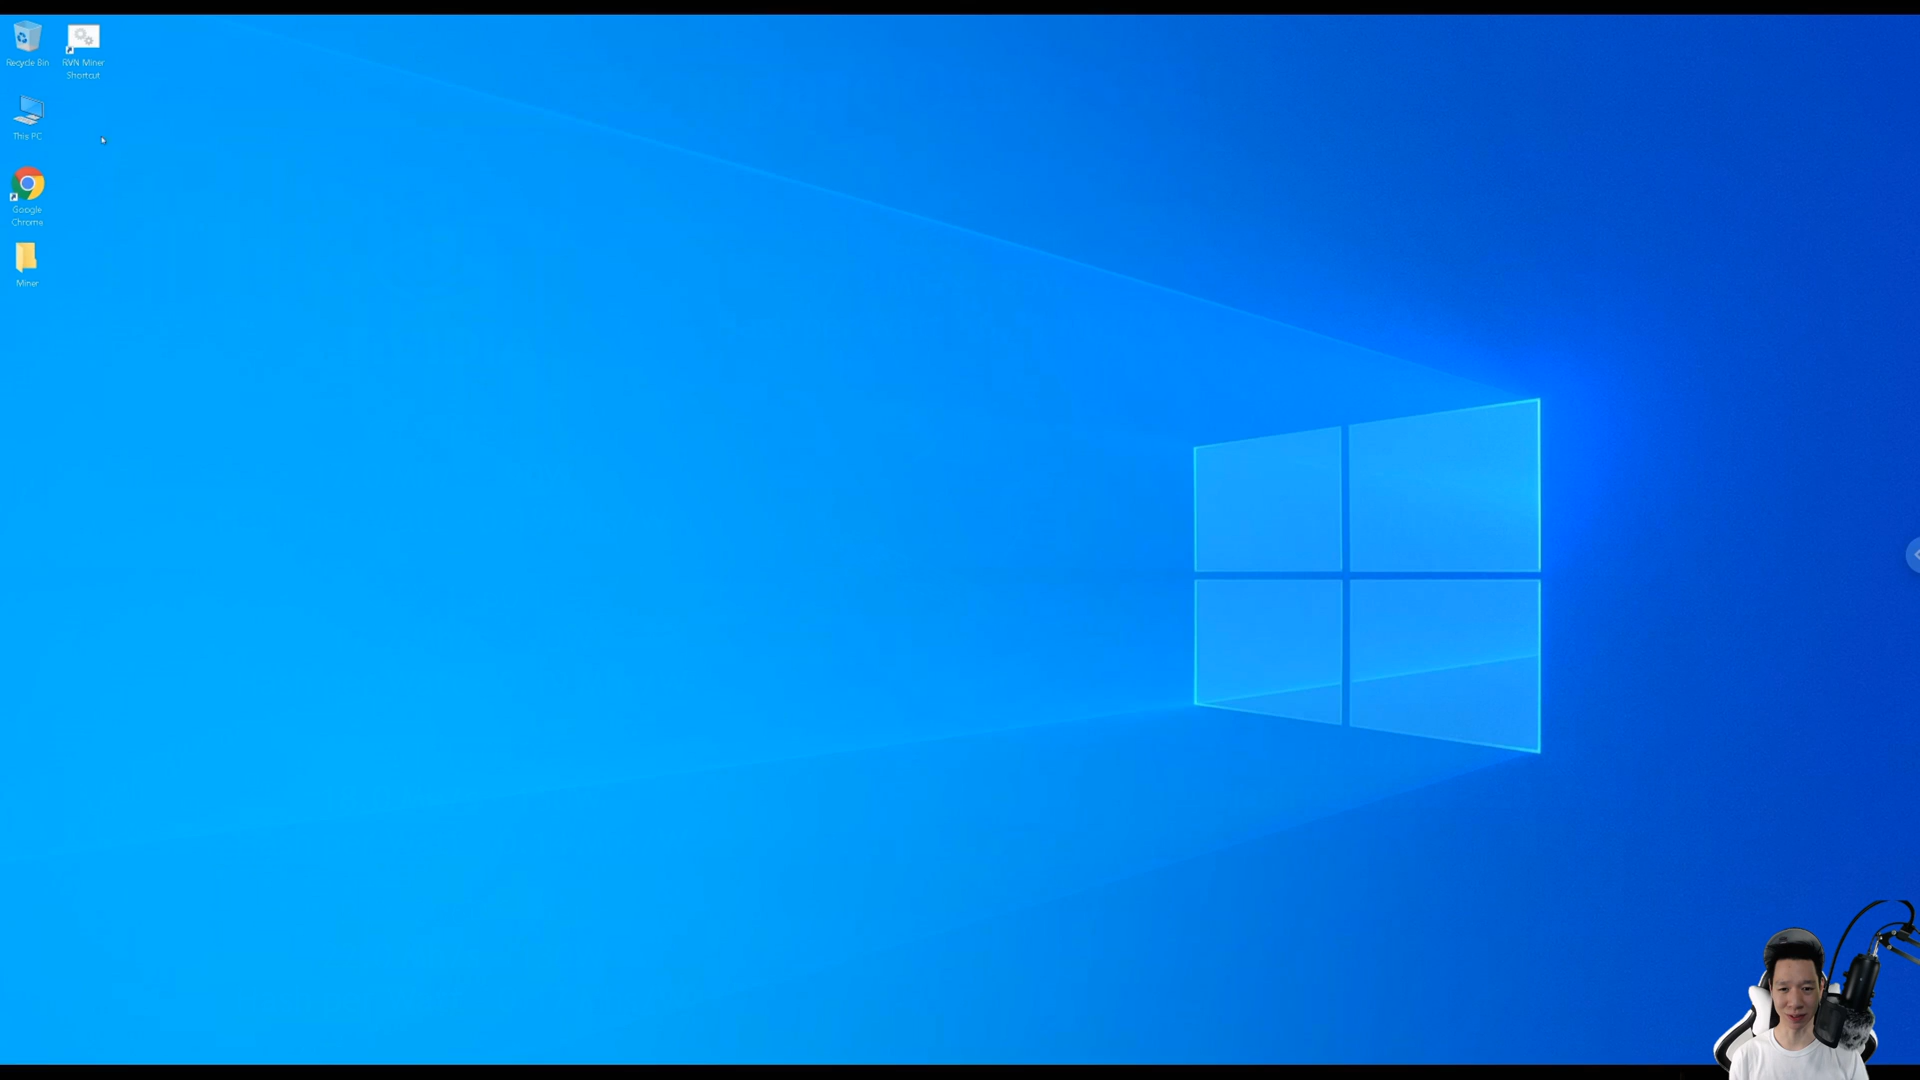 Recycle Bin
RVN Miner
Shortcut
This PC
Google
Chrome
Miner